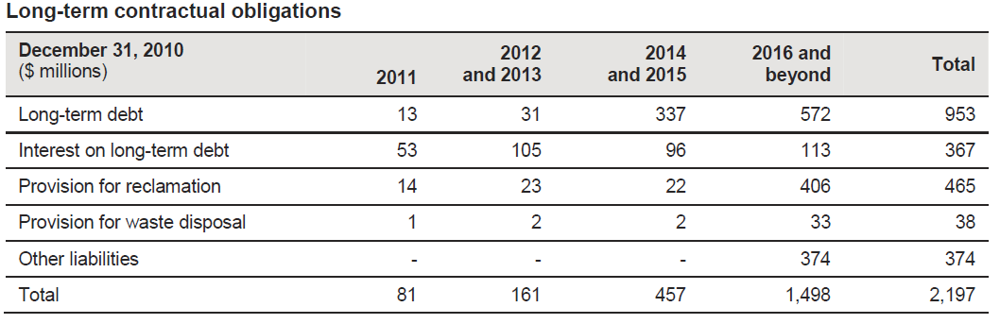 Long-term contractual obligations
December 31, 2010
($ millions) 2011 2012 and 2013 2014 and 2015 2016 and beyond Total
Long-term debt 13 31 337 572 953
Interest on long-term debt 53 105 96 113 367
Provision for reclamation 14 23 22 406 465
Provision for waste disposal 1 2 2 33 38
Other liabilities - - - 374 374
Total 81 161 457 1,498 2,197